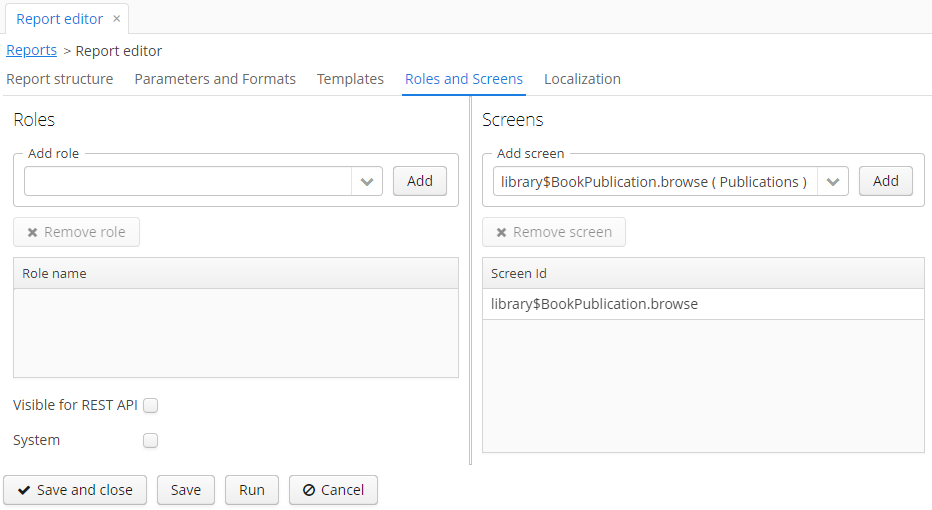 Report editor ×
Reports > Report editor
Report structure Parameters and Formats Templates Roles and Screens Localization
Roles
Add role
Add
Remove role
Role name
Visible for REST API
System
Screens
Add screen
library$BookPublication.browse ( Publications )
Add
Remove screen
Screen Id
library$BookPublication.browse
Save and close Save Run Cancel